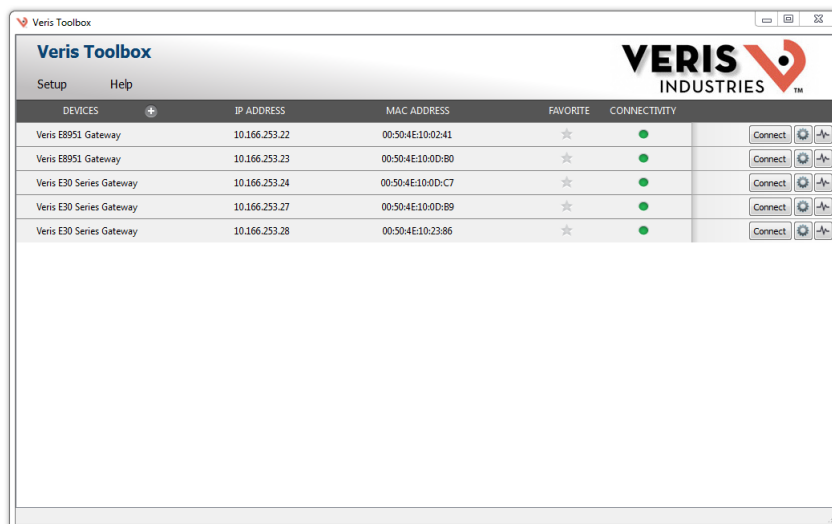 Veris Toolbox
Veris Toolbox
VERIS
INDUSTRIES ™
Setup Help
DEVICES IP ADDRESS MAC ADDRESS FAVORITE CONNECTIVITY
Veris E8951 Gateway 10.166.253.22 00:50:4E:10:02:41 Connect
Veris E8951 Gateway 10.166.253.23 00:50:4E:10:0D:B0 Connect
Veris E30 Series Gateway 10.166.253.24 00:50:4E:10:0D:C7 Connect
Veris E30 Series Gateway 10.166.253.27 00:50:4E:10:0D:B9 Connect
Veris E30 Series Gateway 10.166.253.28 00:50:4E:10:23:86 Connect